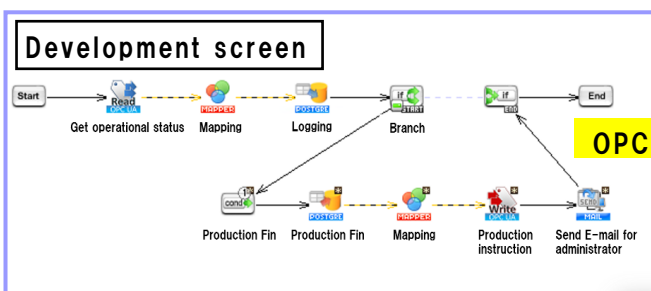 Development screen
Start
Read
OPC UA
MAPPER
POSTGRE
if
START
if
END
End
Get operational status
Mapping
Logging
Branch
OPC
cond
1
POSTGRE
MAPPER
Write
OPC UA
SEND
MAIL
Production Fin
Production Fin
Mapping
Production
instruction
Send E-mail for
administrator